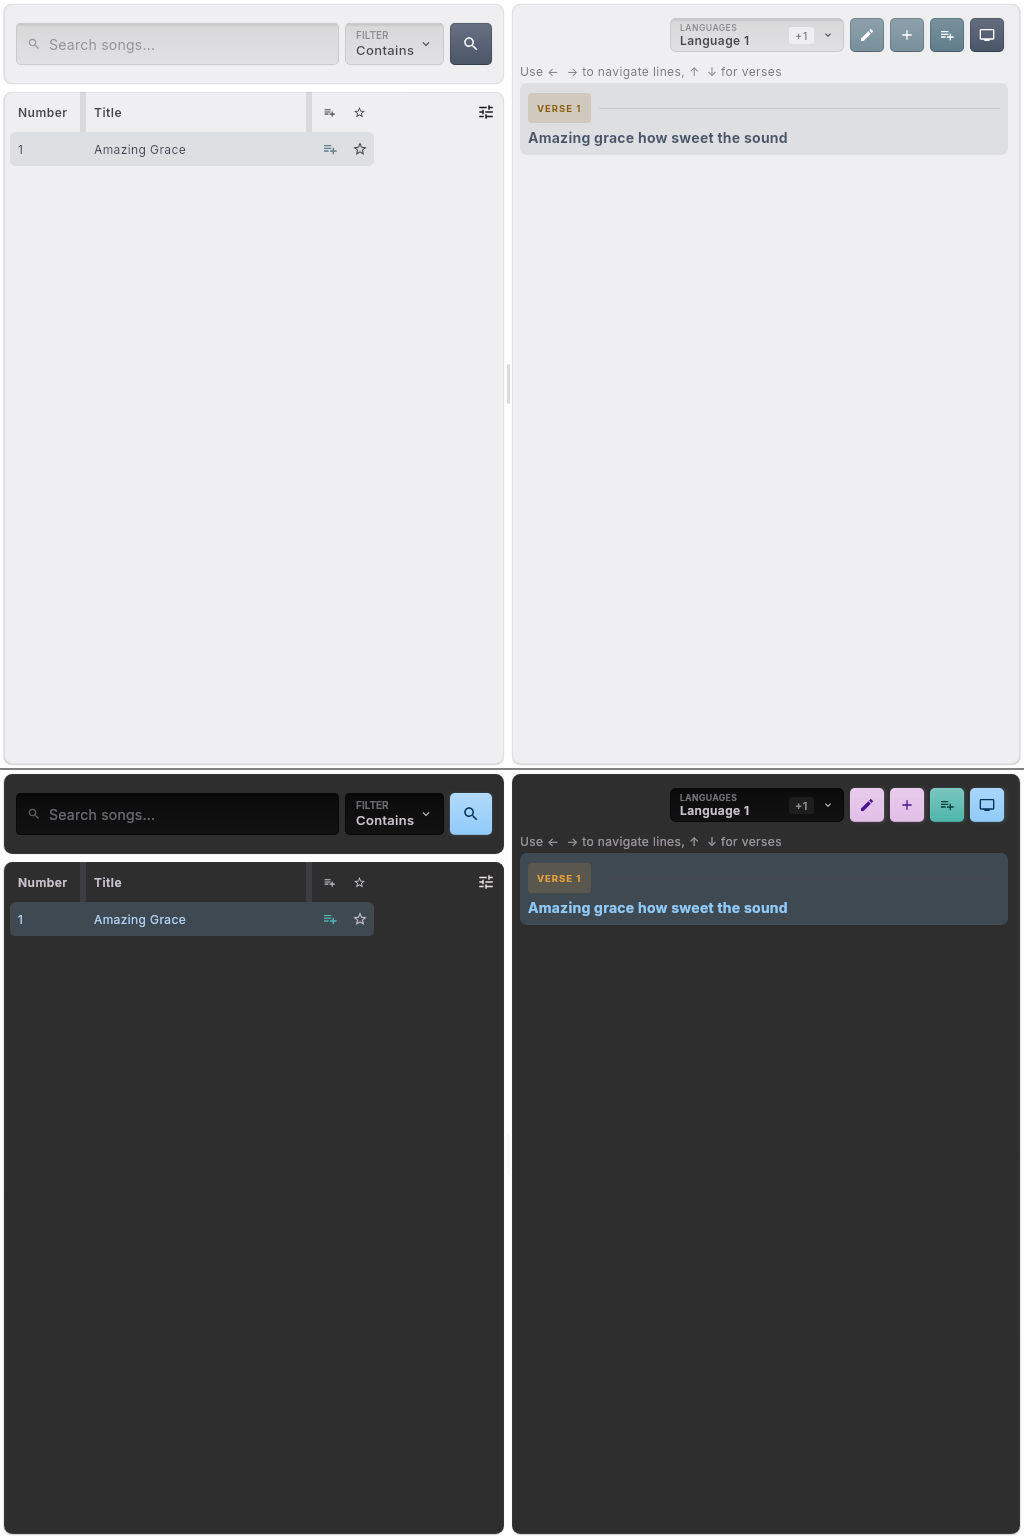 Search songs...
FILTER
Contains
Number Title
1 Amazing Grace
LANGUAGES
Language 1 +1
Use ← → to navigate lines, ↑ ↓ for verses
VERSE 1
Amazing grace how sweet the sound
Search songs...
FILTER
Contains
Number Title
1 Amazing Grace
LANGUAGES
Language 1 +1
Use ← → to navigate lines, ↑ ↓ for verses
VERSE 1
Amazing grace how sweet the sound